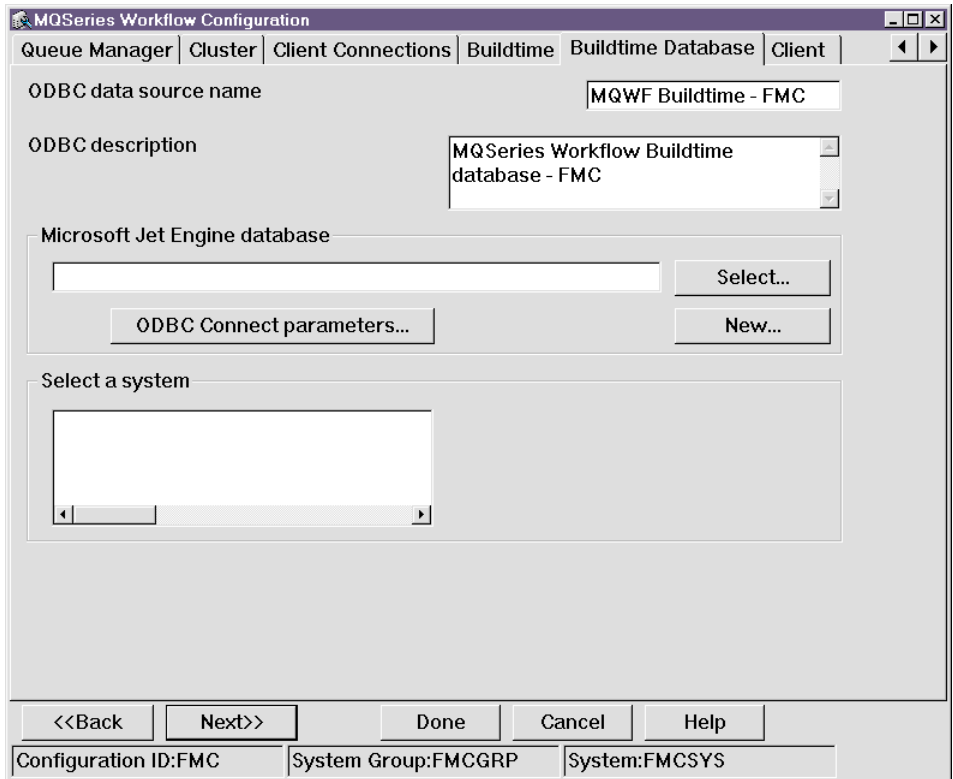 MQSeries Workflow Configuration
Queue Manager Cluster Client Connections Buildtime Buildtime Database Client
ODBC data source name
MQWF Buildtime - FMC
ODBC description
MQSeries Workflow Buildtime
database - FMC
Microsoft Jet Engine database
Select...
ODBC Connect parameters...
New...
Select a system
<<Back Next>> Done Cancel Help
Configuration ID:FMC System Group:FMCGRP System:FMCSYS